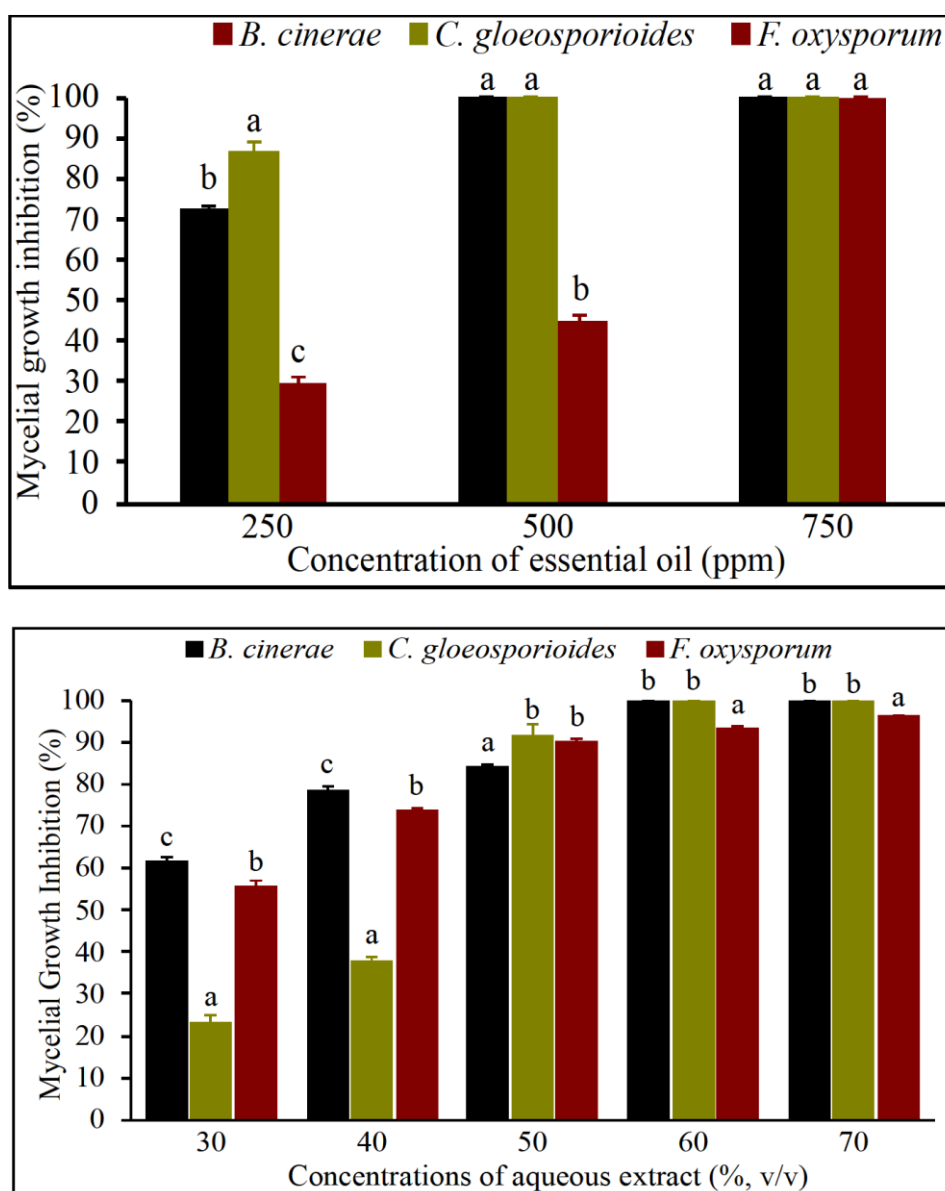 B. cinerae C. gloeosporioides F. oxysporum
Mycelial growth inhibition (%)
100
90
80
70
60
50
40
30
20
10
0
b a c
a a b
a a a
250 500 750
Concentration of essential oil (ppm)
B. cinerae C. gloeosporioides F. oxysporum
Mycelial Growth Inhibition (%)
100
90
80
70
60
50
40
30
20
10
0
c a b
c a b
a b b
b b a
b b a
30 40 50 60 70
Concentrations of aqueous extract (%, v/v)